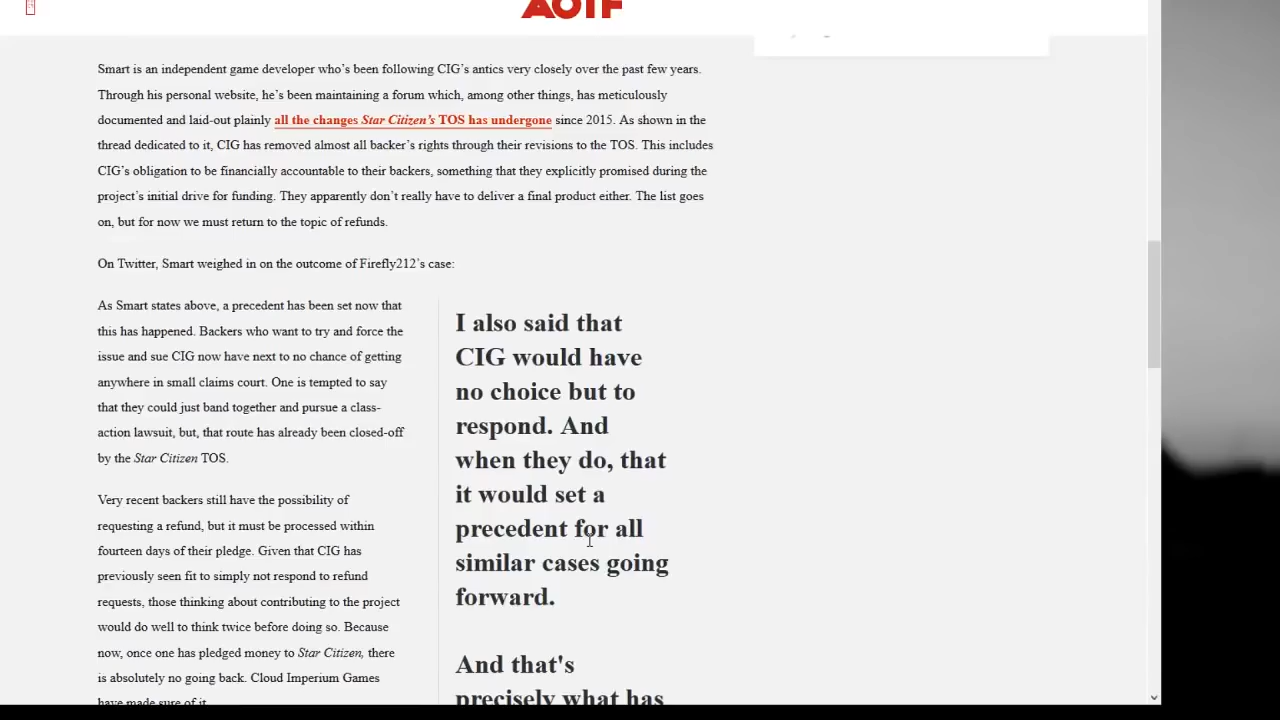 AOTF
Smart is an independent game developer who's been following CIG's antics very closely over the past few years.
Through his personal website, he's been maintaining a forum which, among other things, has meticulously
documented and laid-out plainly all the changes Star Citizen's TOS has undergone since 2015. As shown in the
thread dedicated to it, CIG has removed almost all backer's rights through their revisions to the TOS. This includes
CIG's obligation to be financially accountable to their backers, something that they explicitly promised during the
project's initial drive for funding. They apparently don't really have to deliver a final product either. The list goes
on, but for now we must return to the topic of refunds.
On Twitter, Smart weighed in on the outcome of Firefly212's case:
As Smart states above, a precedent has been set now that
this has happened. Backers who want to try and force the
issue and sue CIG now have next to no chance of getting
anywhere in small claims court. One is tempted to say
that they could just band together and pursue a class-
action lawsuit, but, that route has already been closed-off
by the Star Citizen TOS.
Very recent backers still have the possibility of
requesting a refund, but it must be processed within
fourteen days of their pledge. Given that CIG has
previously seen fit to simply not respond to refund
requests, those thinking about contributing to the project
would do well to think twice before doing so. Because
now, once one has pledged money to Star Citizen, there
is absolutely no going back. Cloud Imperium Games
have made sure of it.
I also said that
CIG would have
no choice but to
respond. And
when they do, that
it would set a
precedent for all
similar cases going
forward.
And that's
precisely what has